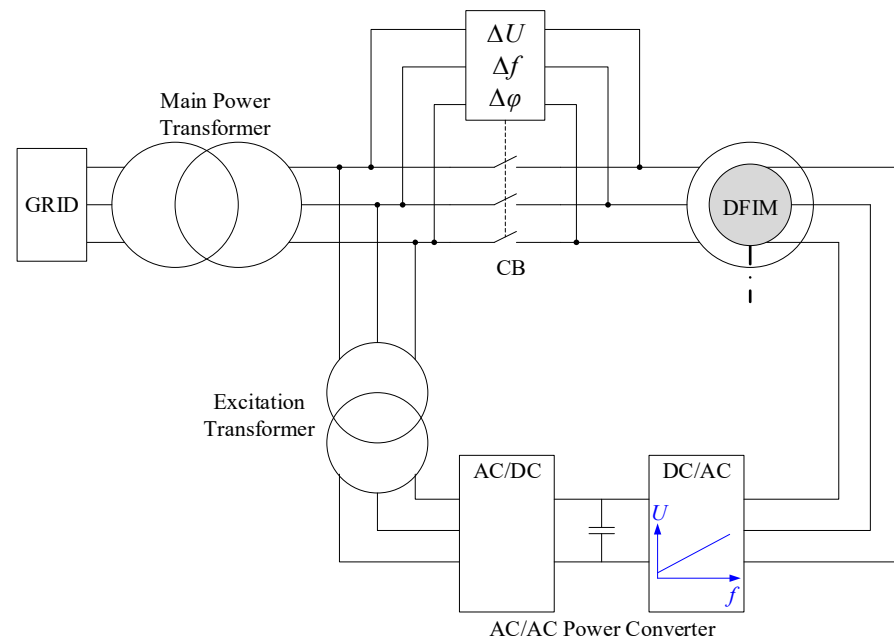 ΔU
Δf
Δφ
Main Power
Transformer
GRID
DFIM
CB
Excitation
Transformer
AC/DC
DC/AC
U
f
AC/AC Power Converter